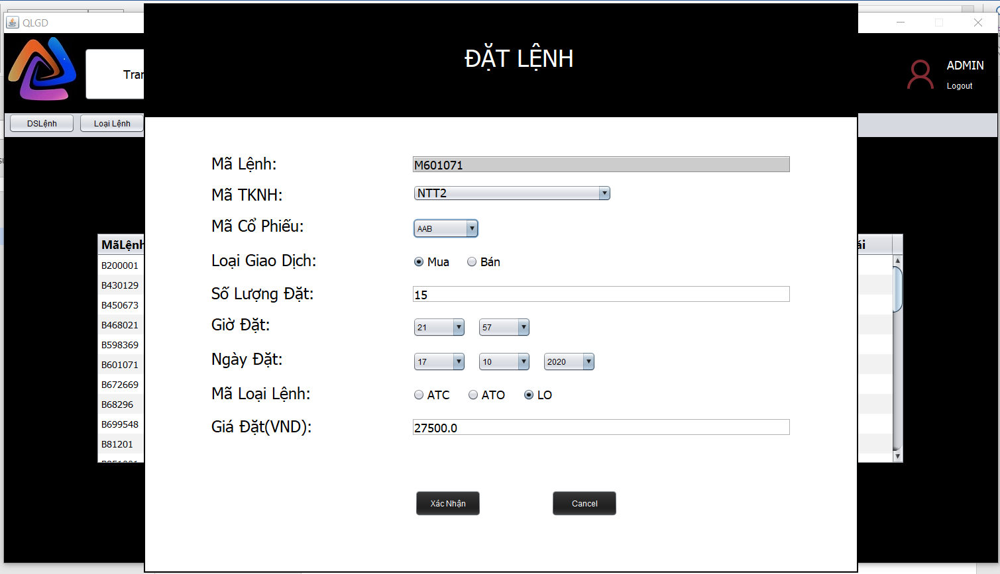 QLGD
ĐẶT LỆNH
ADMIN
Logout
DSLệnh
Loại Lệnh
Mã Lệnh: M601071
Mã TKNH: NTT2
Mã Cổ Phiếu: AAB
Loại Giao Dịch: Mua Bán
Số Lượng Đặt: 15
Giờ Đặt: 21 57
Ngày Đặt: 17 10 2020
Mã Loại Lệnh: ATC ATO LO
Giá Đặt(VND): 27500.0
Xác Nhận Cancel
MãLệnh
B200001
B430129
B450673
B468021
B598369
B601071
B672669
B68296
B699548
B81201